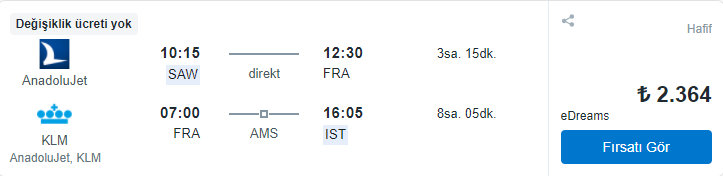 Değişiklik ücreti yok
AnadoluJet
10:15
SAW
direkt
12:30
FRA
3sa. 15dk.
KLM
AnadoluJet, KLM
07:00
FRA
AMS
16:05
IST
8sa. 05dk.
Hafif
₺ 2.364
eDreams
Fırsatı Gör